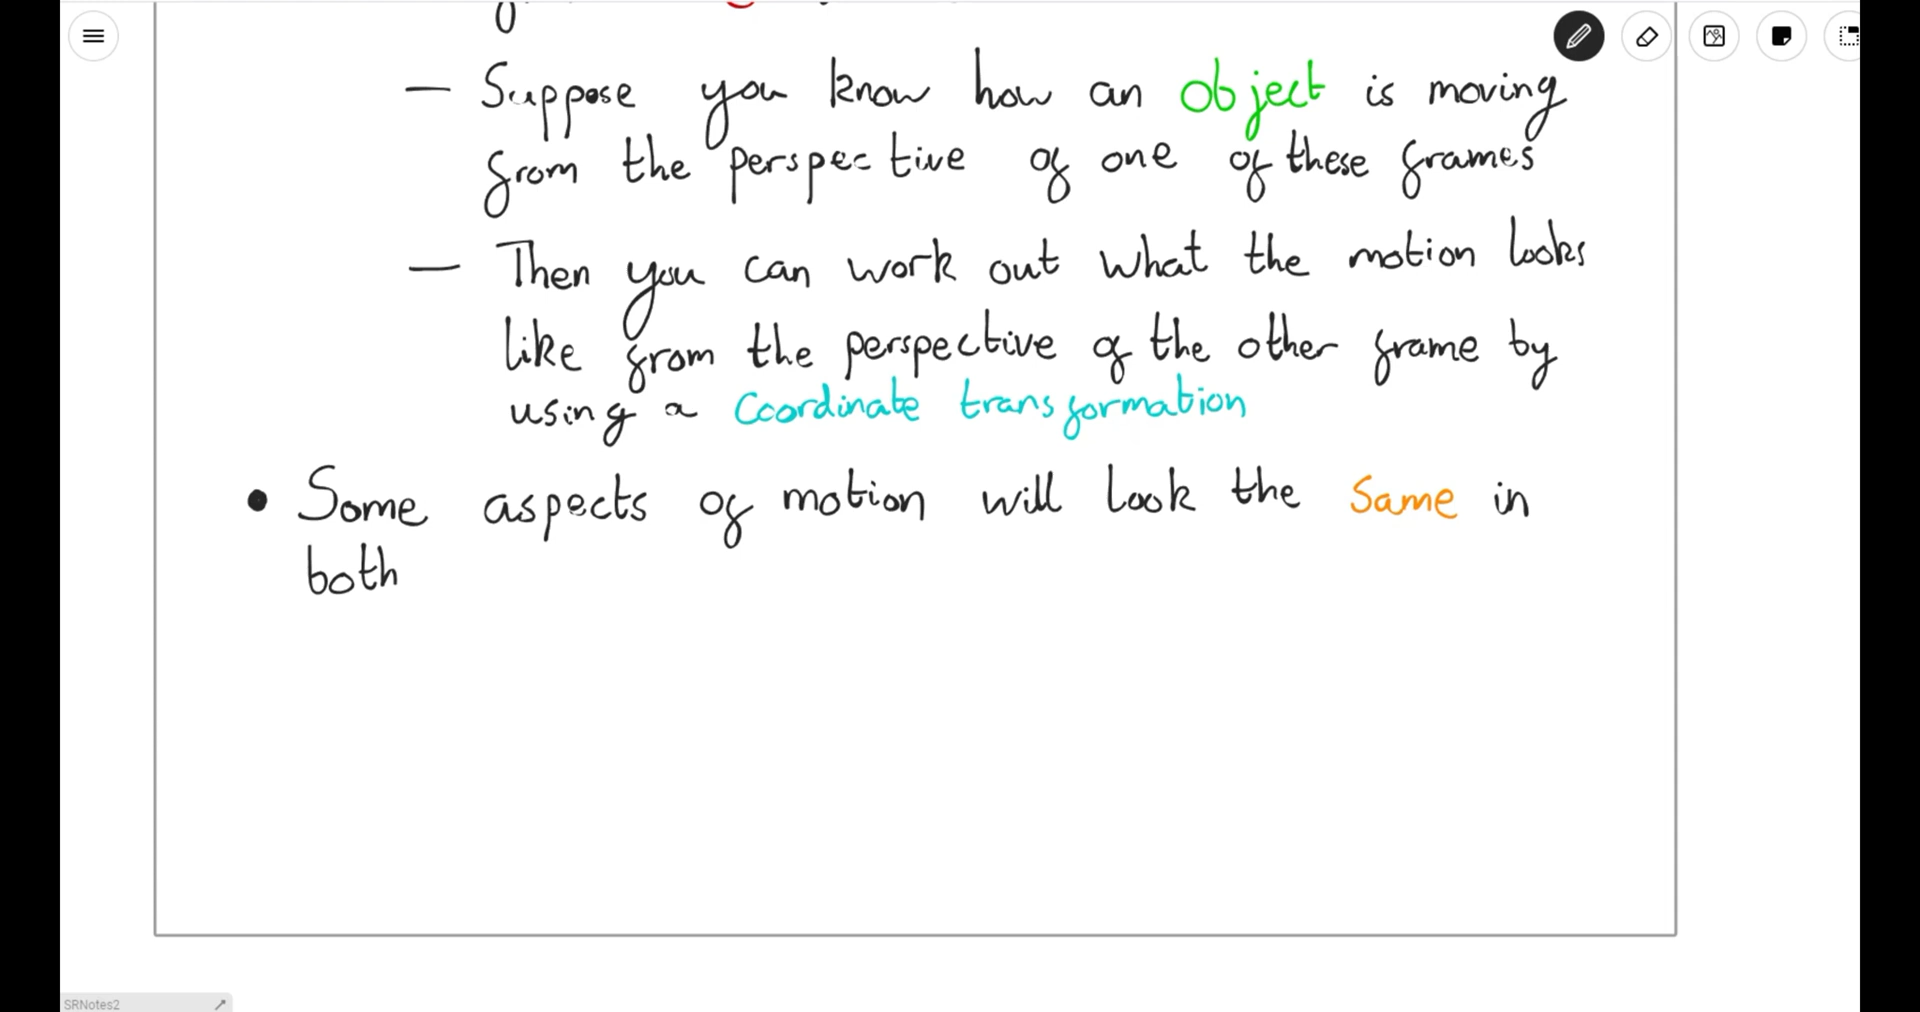 — Suppose you know how an object is moving
from the perspective of one of these frames
— Then you can work out what the motion looks
like from the perspective of the other frame by
using a coordinate transformation
• Some aspects of motion will look the same in
both
SRNotes2